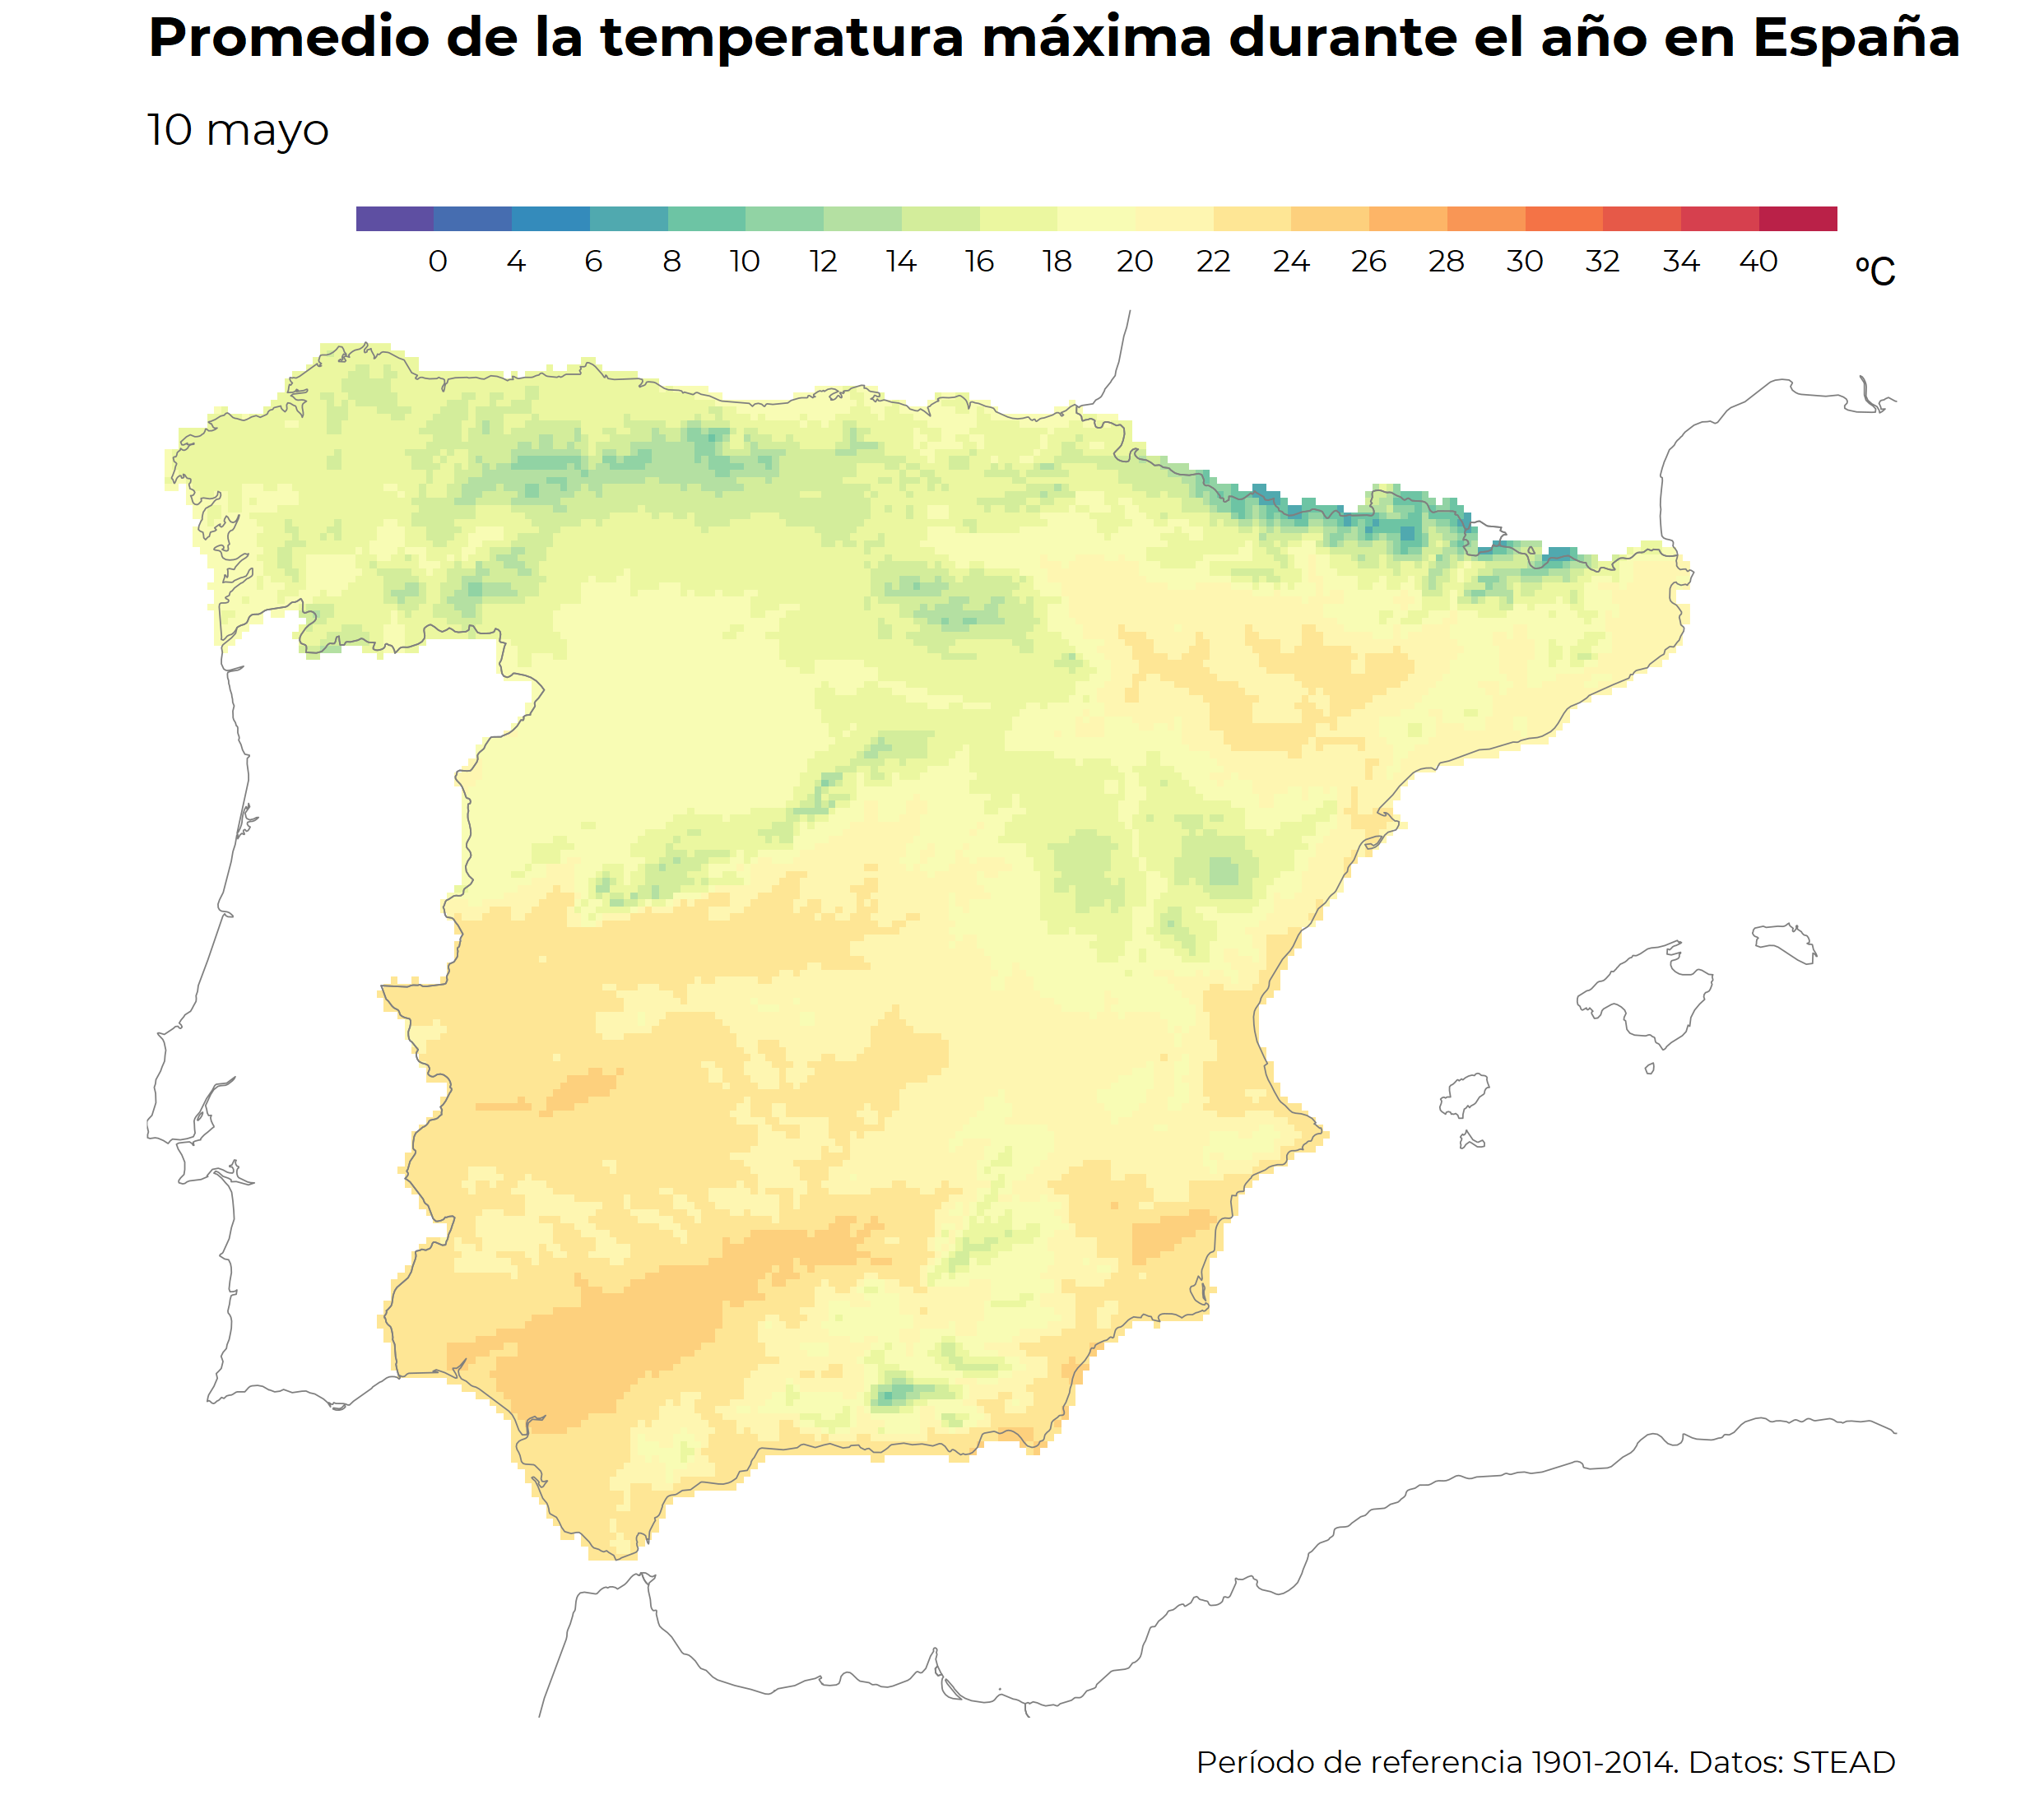 Promedio de la temperatura máxima durante el año en España
10 mayo
0 4 6 8 10 12 14 16 18 20 22 24 26 28 30 32 34 40 ºC
Período de referencia 1901-2014. Datos: STEAD